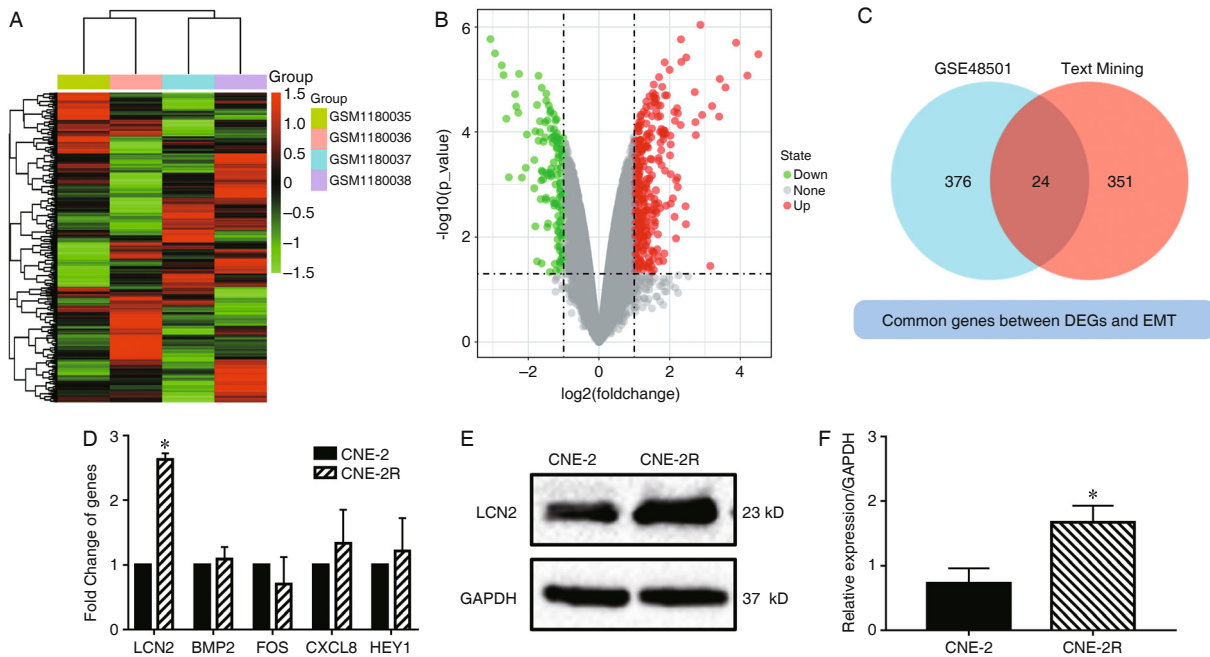 A
Group
1.5
1
0.5
0
−0.5
−1
−1.5
Group
GSM1180035
GSM1180036
GSM1180037
GSM1180038
B
6
4
2
0
-log10(p_value)
−2
0
2
4
log2(foldchange)
State
Down
None
Up
C
GSE48501
Text Mining
376
24
351
Common genes between DEGs and EMT
D
3
2
1
0
Fold Change of genes
*
CNE-2
CNE-2R
LCN2
BMP2
FOS
CXCL8
HEY1
E
CNE-2
CNE-2R
LCN2
23 kD
GAPDH
37 kD
F
3
2
1
0
Relative expression/GAPDH
*
CNE-2
CNE-2R